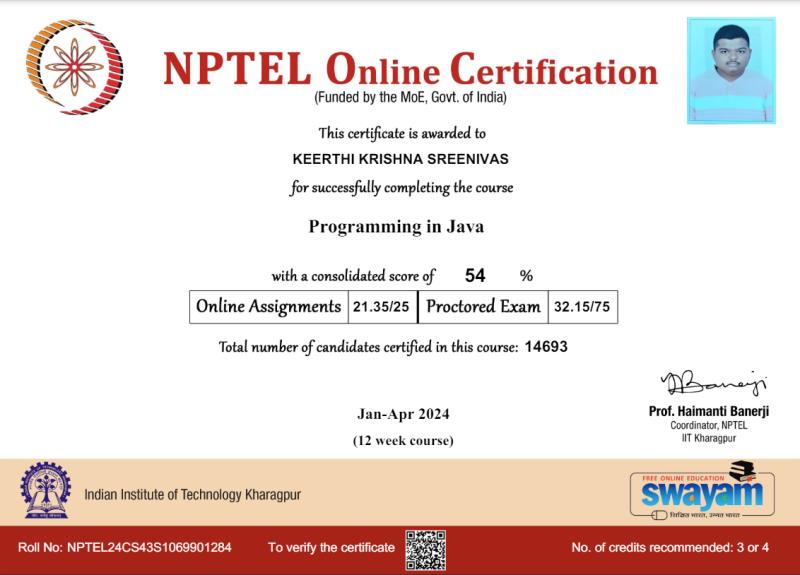 NPTEL Online Certification
(Funded by the MoE, Govt. of India)
This certificate is awarded to
KEERTHI KRISHNA SREENIVAS
for successfully completing the course
Programming in Java
with a consolidated score of 54 %
Online Assignments 21.35/25 Proctored Exam 32.15/75
Total number of candidates certified in this course: 14693
Banerji
Prof. Haimanti Banerji
Coordinator, NPTEL
IIT Kharagpur
Jan-Apr 2024
(12 week course)
Indian Institute of Technology Kharagpur
FREE ONLINE EDUCATION
swayam
शिक्षित भारत, उन्नत भारत
Roll No: NPTEL24CS43S1069901284 To verify the certificate No. of credits recommended: 3 or 4